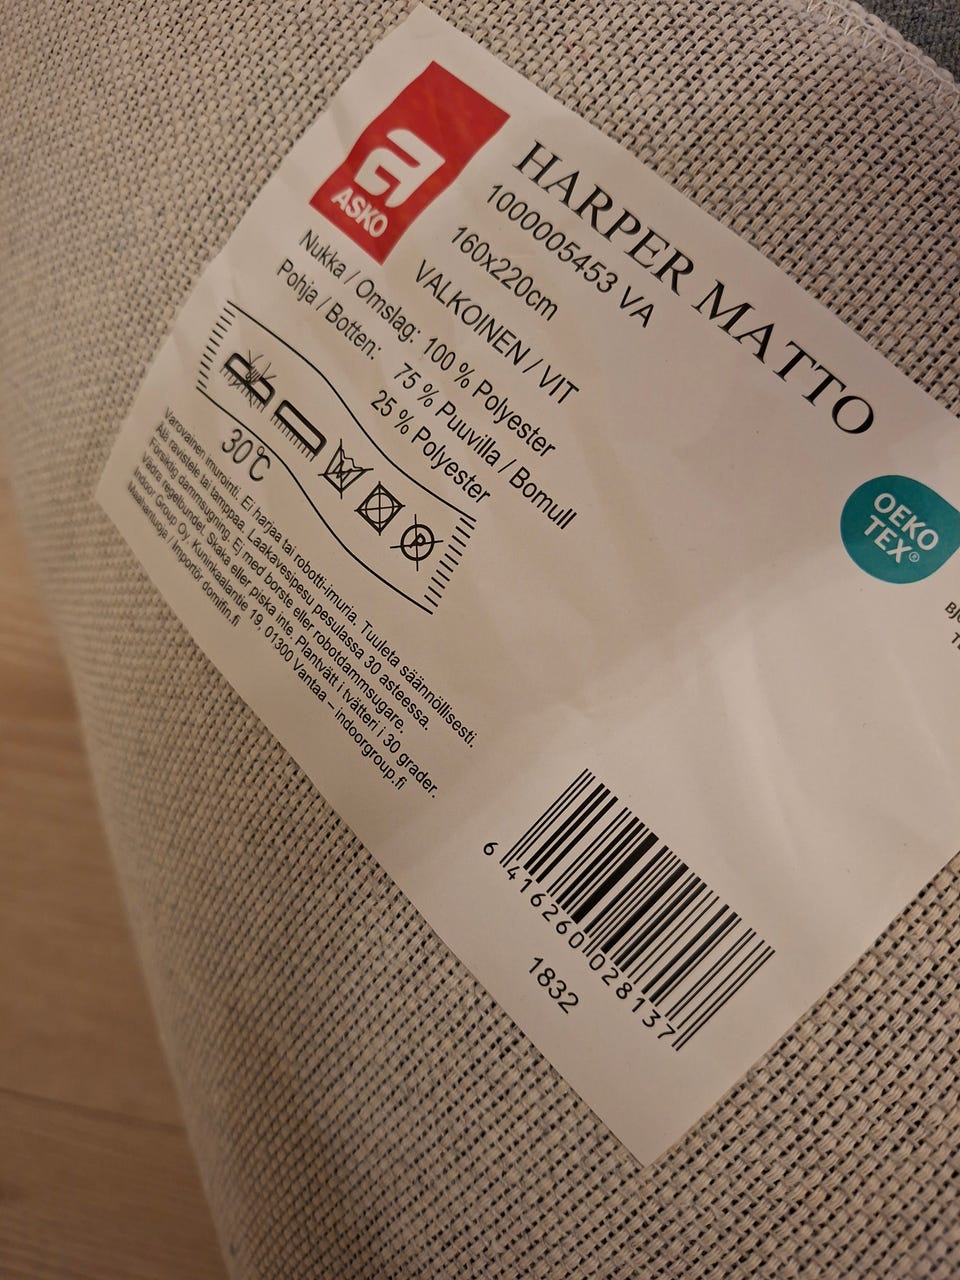 ASKO
HARPER MATTO
100005453 VA
160x220cm
VALKOINEN / VIT
Nukka / Omslag: 100 % Polyester
Pohja / Botten: 75 % Puuvilla / Bomull
25 % Polyester
30°C
P
Varovainen imurointi. Ei harjaa tai robotti-imuria. Tuuleta säännöllisesti.
Älä ravistele tai tamppaa. Laakavesipesu pesulassa 30 asteessa.
Försiktig dammsugning. Ej med borste eller robotdammsugare.
Vädra regelbundet. Skaka eller piska inte. Plantvätt i tvätteri i 30 grader.
Indoor Group Oy, Kuninkaalantie 19, 01300 Vantaa – indoorgroup.fi
Maahantuoja / Importör domifin.fi
OEKO
TEX®
6 416260 028137
1832